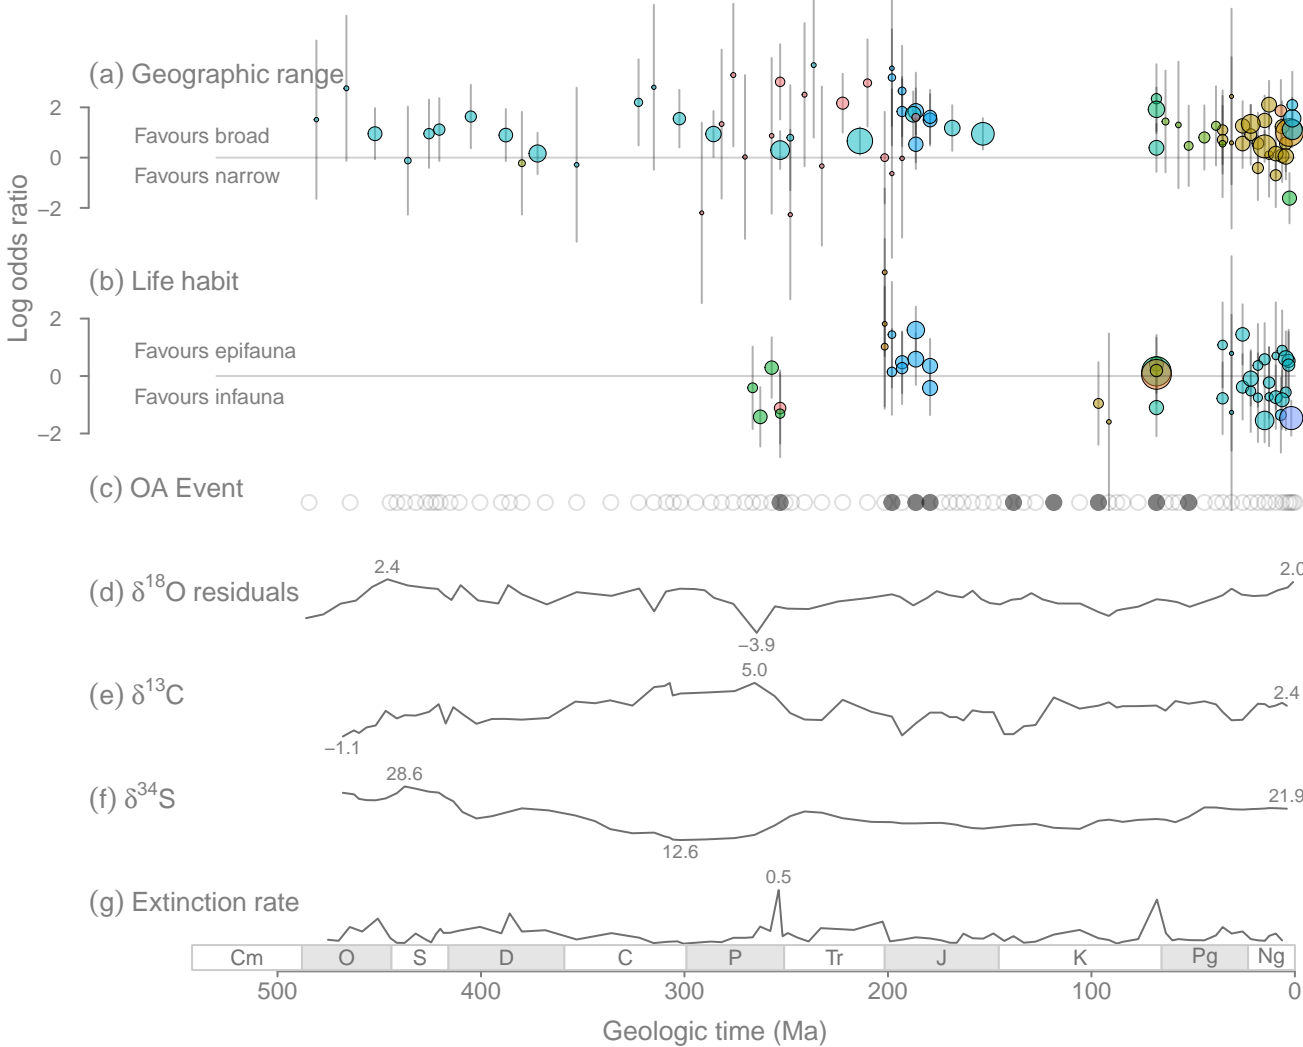 (a) Geographic range
2
Favours broad
0
Favours narrow
−2
Log odds ratio
(b) Life habit
2
Favours epifauna
0
Favours infauna
−2
(c) OA Event
2.4
2.0
(d) δ18O residuals
−3.9
5.0
(e) δ13C
2.4
−1.1
28.6
(f) δ34S
21.9
12.6
0.5
(g) Extinction rate
Cm O S D C P Tr J K Pg Ng
500 400 300 200 100 0
Geologic time (Ma)